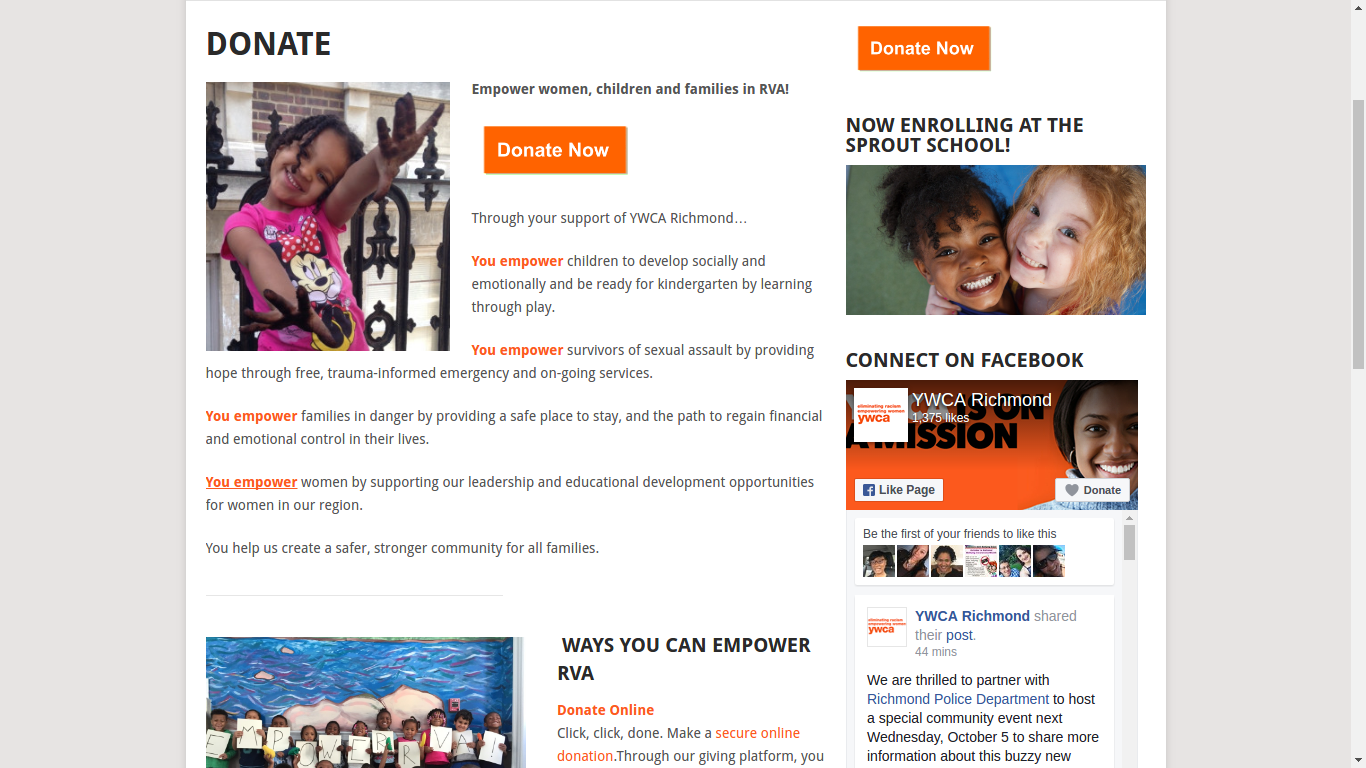 DONATE
Empower women, children and families in RVA!
Donate Now
Through your support of YWCA Richmond…
You empower children to develop socially and
emotionally and be ready for kindergarten by learning
through play.
You empower survivors of sexual assault by providing
hope through free, trauma-informed emergency and on-going services.
You empower families in danger by providing a safe place to stay, and the path to regain financial
and emotional control in their lives.
You empower women by supporting our leadership and educational development opportunities
for women in our region.
You help us create a safer, stronger community for all families.
EMPOWER RVA!
WAYS YOU CAN EMPOWER
RVA
Donate Online
Click, click, done. Make a secure online
donation.Through our giving platform, you
Donate Now
NOW ENROLLING AT THE
SPROUT SCHOOL!
CONNECT ON FACEBOOK
eliminating racism
empowering women
ywca
YWCA Richmond
1,375 likes
ON
A MISSION
Like Page
Donate
Be the first of your friends to like this
eliminating racism
empowering women
ywca
YWCA Richmond shared
their post.
44 mins
We are thrilled to partner with
Richmond Police Department to host
a special community event next
Wednesday, October 5 to share more
information about this buzzy new